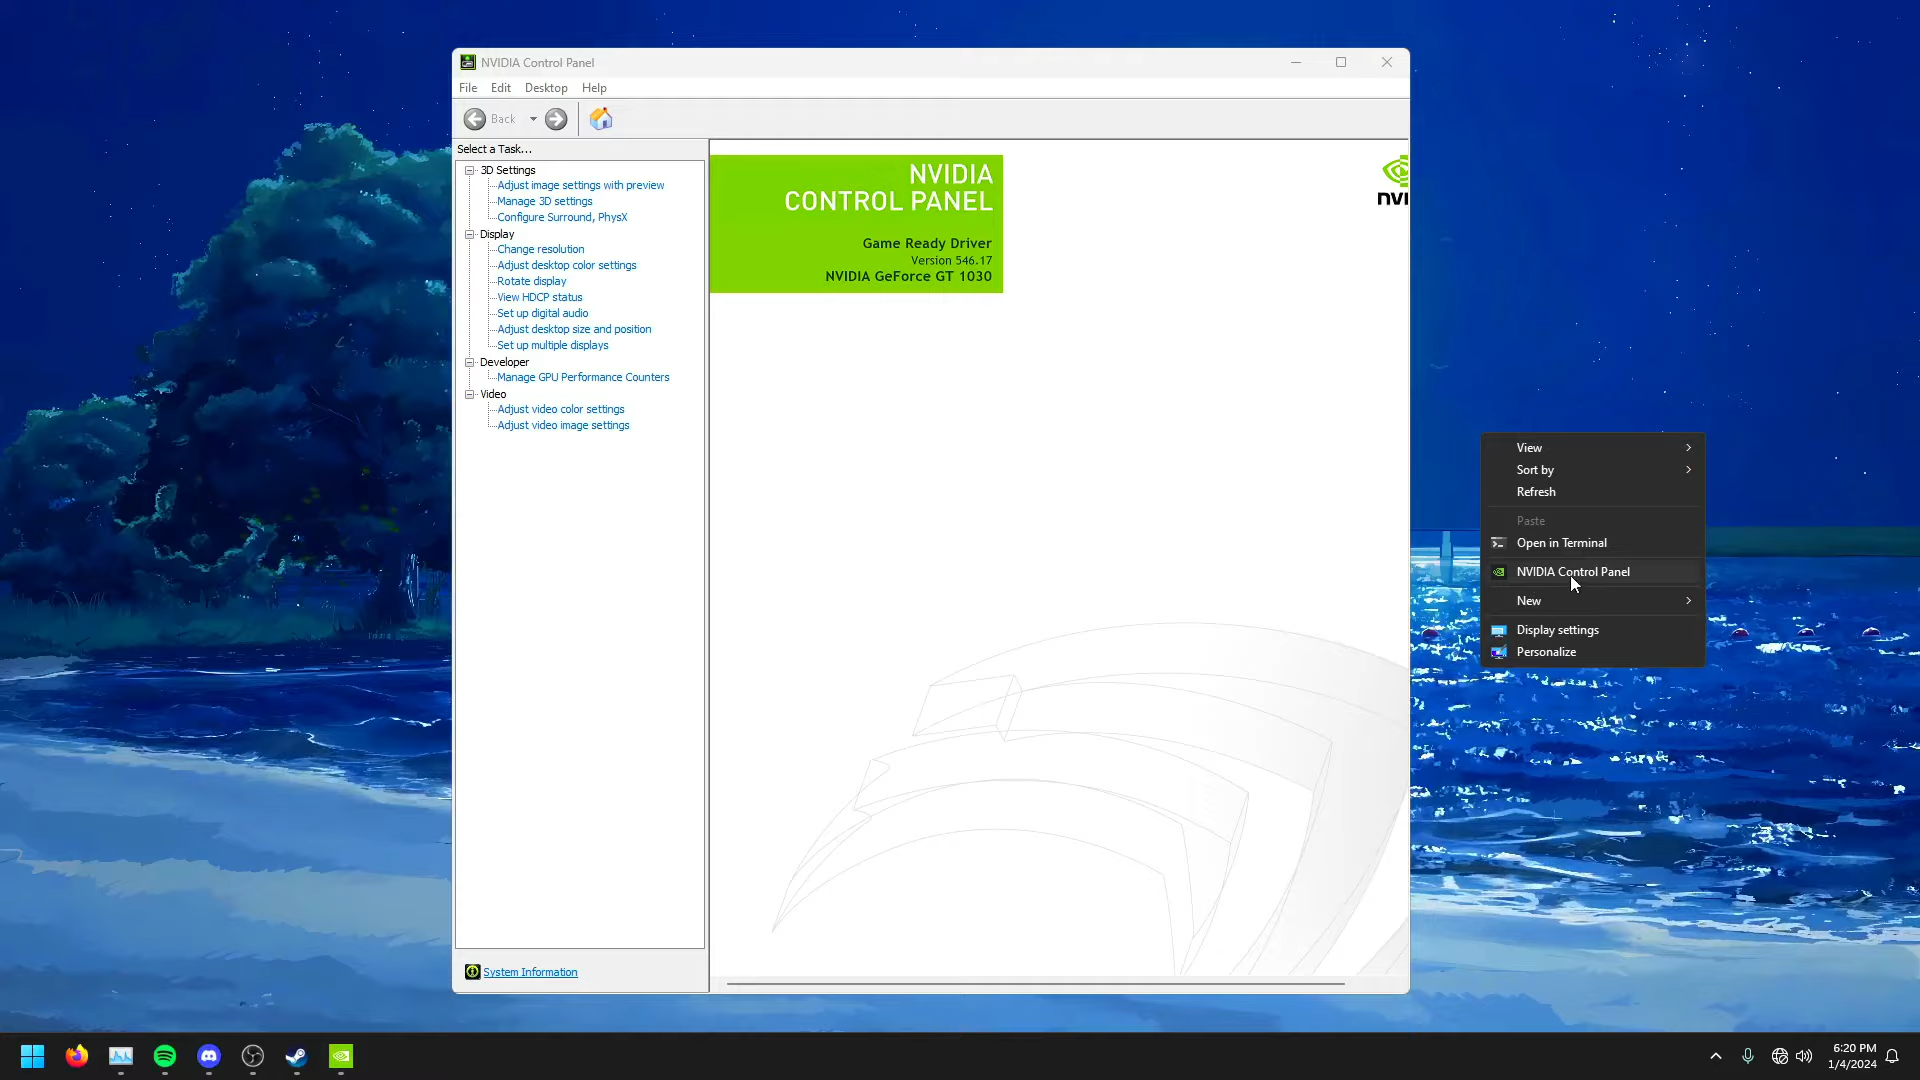 NVIDIA Control Panel
File Edit Desktop Help
Back
Select a Task...
3D Settings
Adjust image settings with preview
Manage 3D settings
Configure Surround, PhysX
Display
Change resolution
Adjust desktop color settings
Rotate display
View HDCP status
Set up digital audio
Adjust desktop size and position
Set up multiple displays
Developer
Manage GPU Performance Counters
Video
Adjust video color settings
Adjust video image settings
System Information
NVIDIA
CONTROL PANEL
Game Ready Driver
Version 546.17
NVIDIA GeForce GT 1030
NVI
View
Sort by
Refresh
Paste
Open in Terminal
NVIDIA Control Panel
New
Display settings
Personalize
6:20 PM
1/4/2024